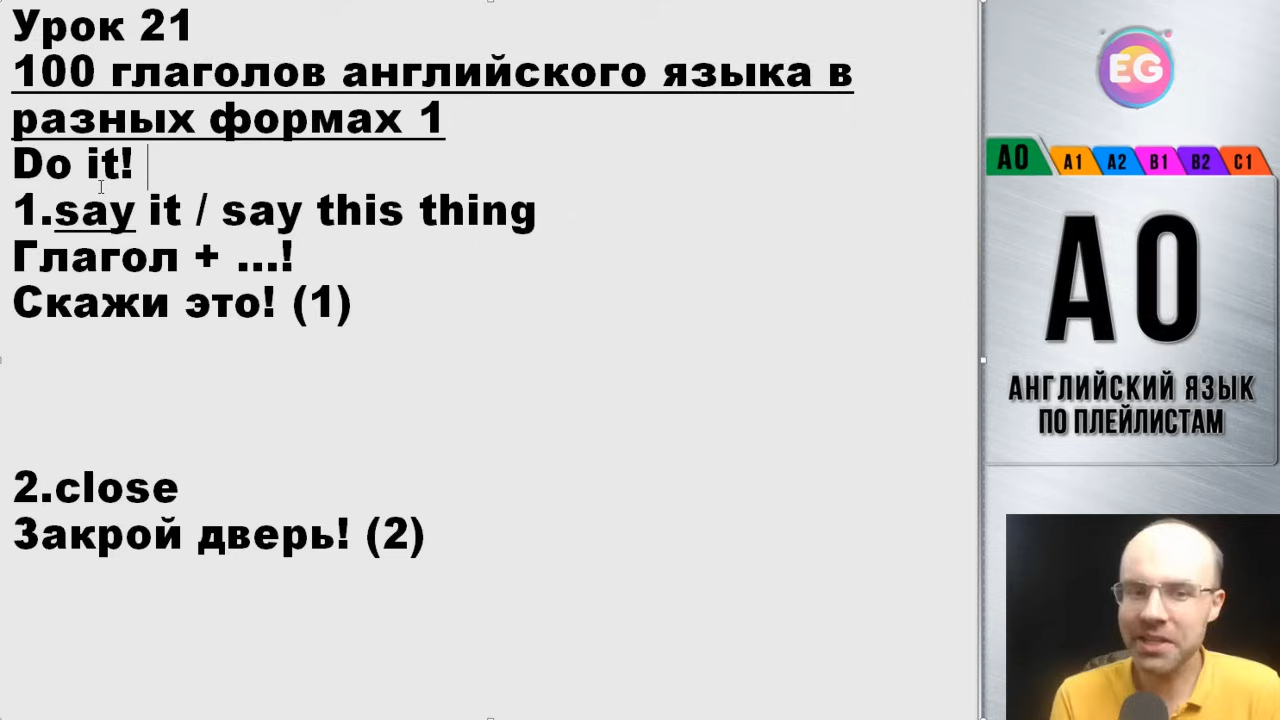 Урок 21
100 глаголов английского языка в
разных формах 1
Do it!
1.say it / say this thing
Глагол + ...!
Скажи это! (1)
2.close
Закрой дверь! (2)
EG
A0 A1 A2 B1 B2 C1
A0
АНГЛИЙСКИЙ ЯЗЫК
ПО ПЛЕЙЛИСТАМ